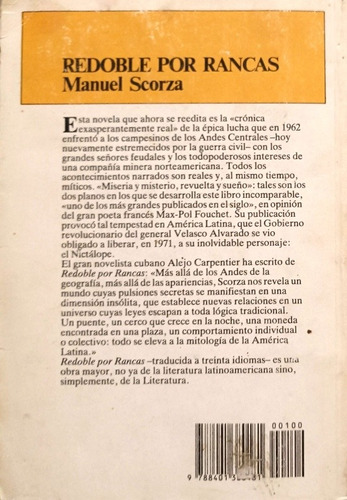 REDOBLE POR RANCAS
Manuel Scorza
Esta novela que ahora se reedita es la «crónica
exasperantemente real» de la épica lucha que en 1962
enfrentó a los campesinos de los Andes Centrales –hoy
nuevamente estremecidos por la guerra civil– con
los grandes señores feudales y los todopoderosos intereses de
una compañía minera norteamericana. Todos los
acontecimientos narrados son reales y, al mismo tiempo,
míticos. «Miseria y misterio, revuelta y sueño»: tales son los
dos planos en los que se desarrolla este libro incomparable,
«uno de los más grandes publicados en el siglo», en opinión
del gran poeta francés Max-Pol Fouchet. Su publicación
provocó tal tempestad en América Latina, que el Gobierno
revolucionario del general Velasco Alvarado se vio
obligado a liberar, en 1971, a su inolvidable personaje:
el Nictálope.
El gran novelista cubano Alejo Carpentier ha escrito de
Redoble por Rancas: «Más allá de los Andes de la
geografía, más allá de las apariencias, Scorza nos revela un
mundo cuyas pulsiones secretas se manifiestan en una
dimensión insólita, que establece nuevas relaciones en un
universo cuyas leyes escapan a toda lógica tradicional.
Un puente, un cerco que crece en la noche, una moneda
encontrada en una plaza, un comportamiento individual
o colectivo: todo se eleva a la mitología de la América
Latina.»
Redoble por Rancas –traducida a treinta idiomas– es una
obra mayor, no ya de la literatura latinoamericana sino,
simplemente, de la Literatura.
00100